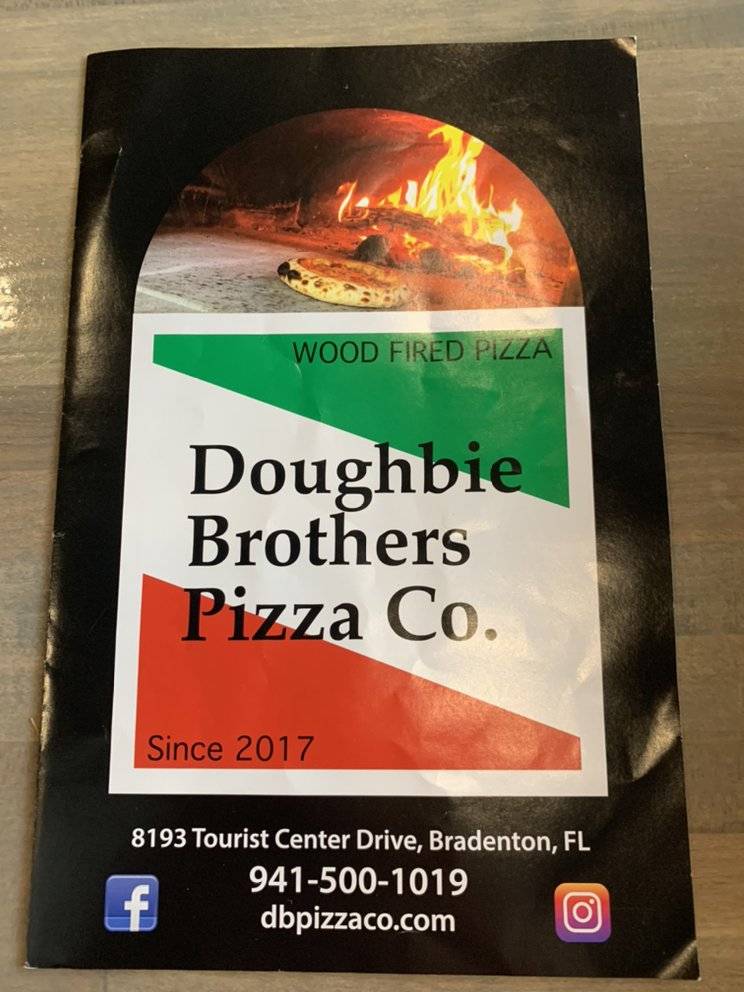 WOOD FIRED PIZZA
Doughbie
Brothers
Pizza Co.
Since 2017
8193 Tourist Center Drive, Bradenton, FL
941-500-1019
dbpizzaco.com